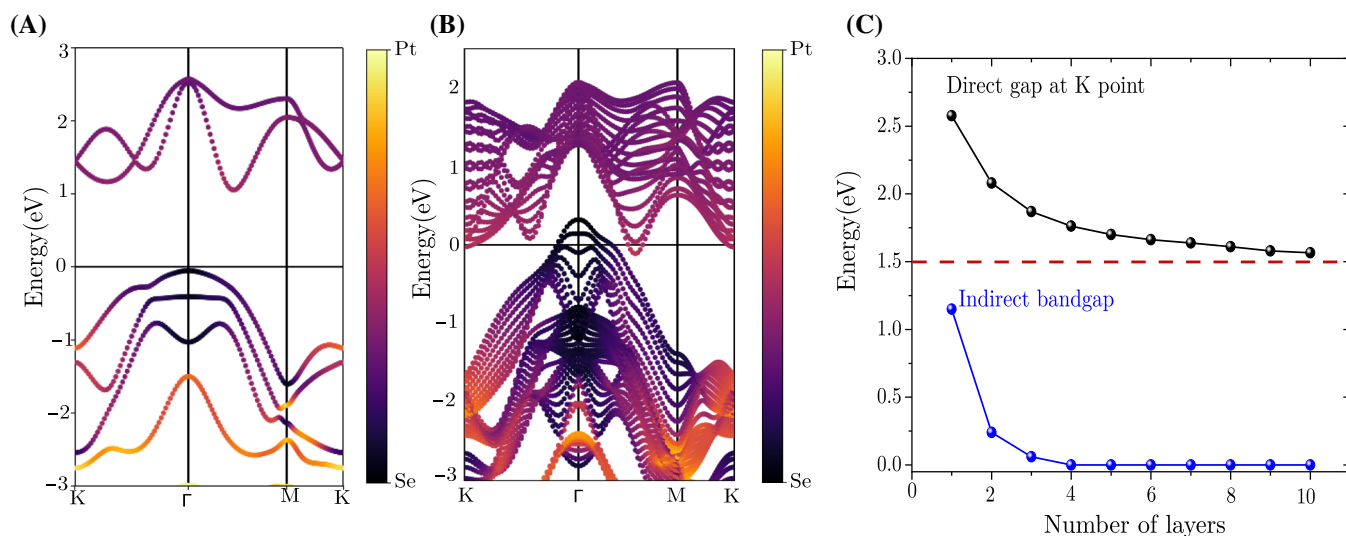 (A)
3
2
1
0
−1
−2
−3
Energy(eV)
K
Γ
M
K
Pt
Se
(B)
2
1
0
−1
−2
−3
Energy(eV)
K
Γ
M
K
Pt
Se
(C)
3.0
2.5
2.0
1.5
1.0
0.5
0.0
Energy(eV)
Direct gap at K point
Indirect bandgap
0 2 4 6 8 10
Number of layers